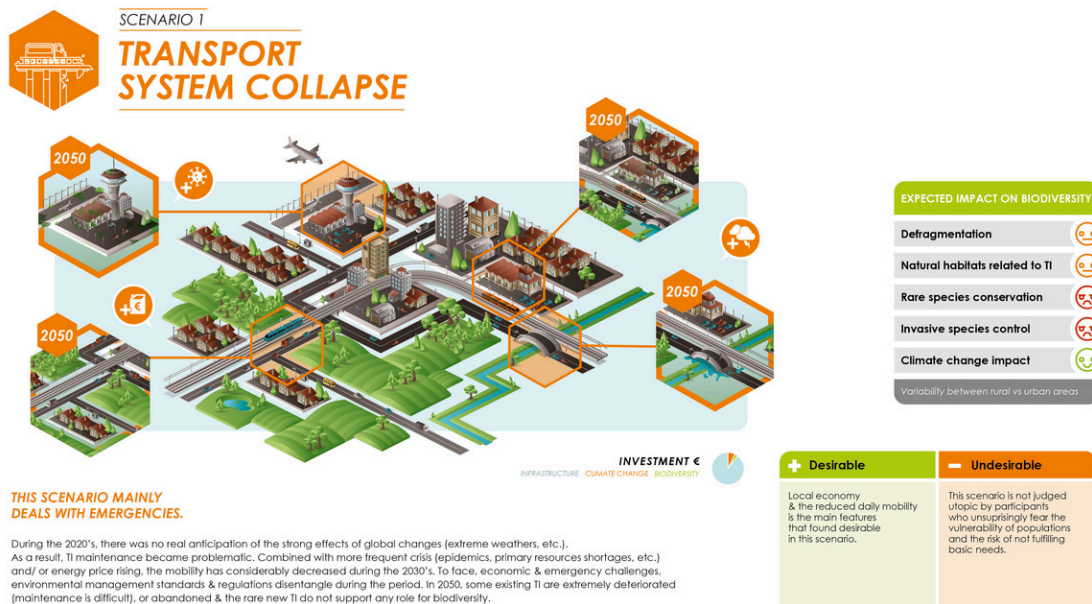 SCENARIO 1
TRANSPORT
SYSTEM COLLAPSE
2050
2050
2050
2050
EXPECTED IMPACT ON BIODIVERSITY
Defragmentation
Natural habitats related to TI
Rare species conservation
Invasive species control
Climate change impact
Variability between rural vs urban areas
INVESTMENT €
INFRASTRUCTURE CLIMATE CHANGE BIODIVERSITY
THIS SCENARIO MAINLY
DEALS WITH EMERGENCIES.
During the 2020's, there was no real anticipation of the strong effects of global changes (extreme weathers, etc.).
As a result, TI maintenance became problematic. Combined with more frequent crisis (epidemics, primary resources shortages, etc.)
and/ or energy price rising, the mobility has considerably decreased during the 2030's. To face, economic & emergency challenges,
environmental management standards & regulations disentangle during the period. In 2050, some existing TI are extremely deteriorated
(maintenance is difficult), or abandoned & the rare new TI do not support any role for biodiversity.
+ Desirable
Local economy
& the reduced daily mobility
is the main features
that found desirable
in this scenario.
− Undesirable
This scenario is not judged
utopic by participants
who unsuprisingly fear the
vulnerability of populations
and the risk of not fulfilling
basic needs.